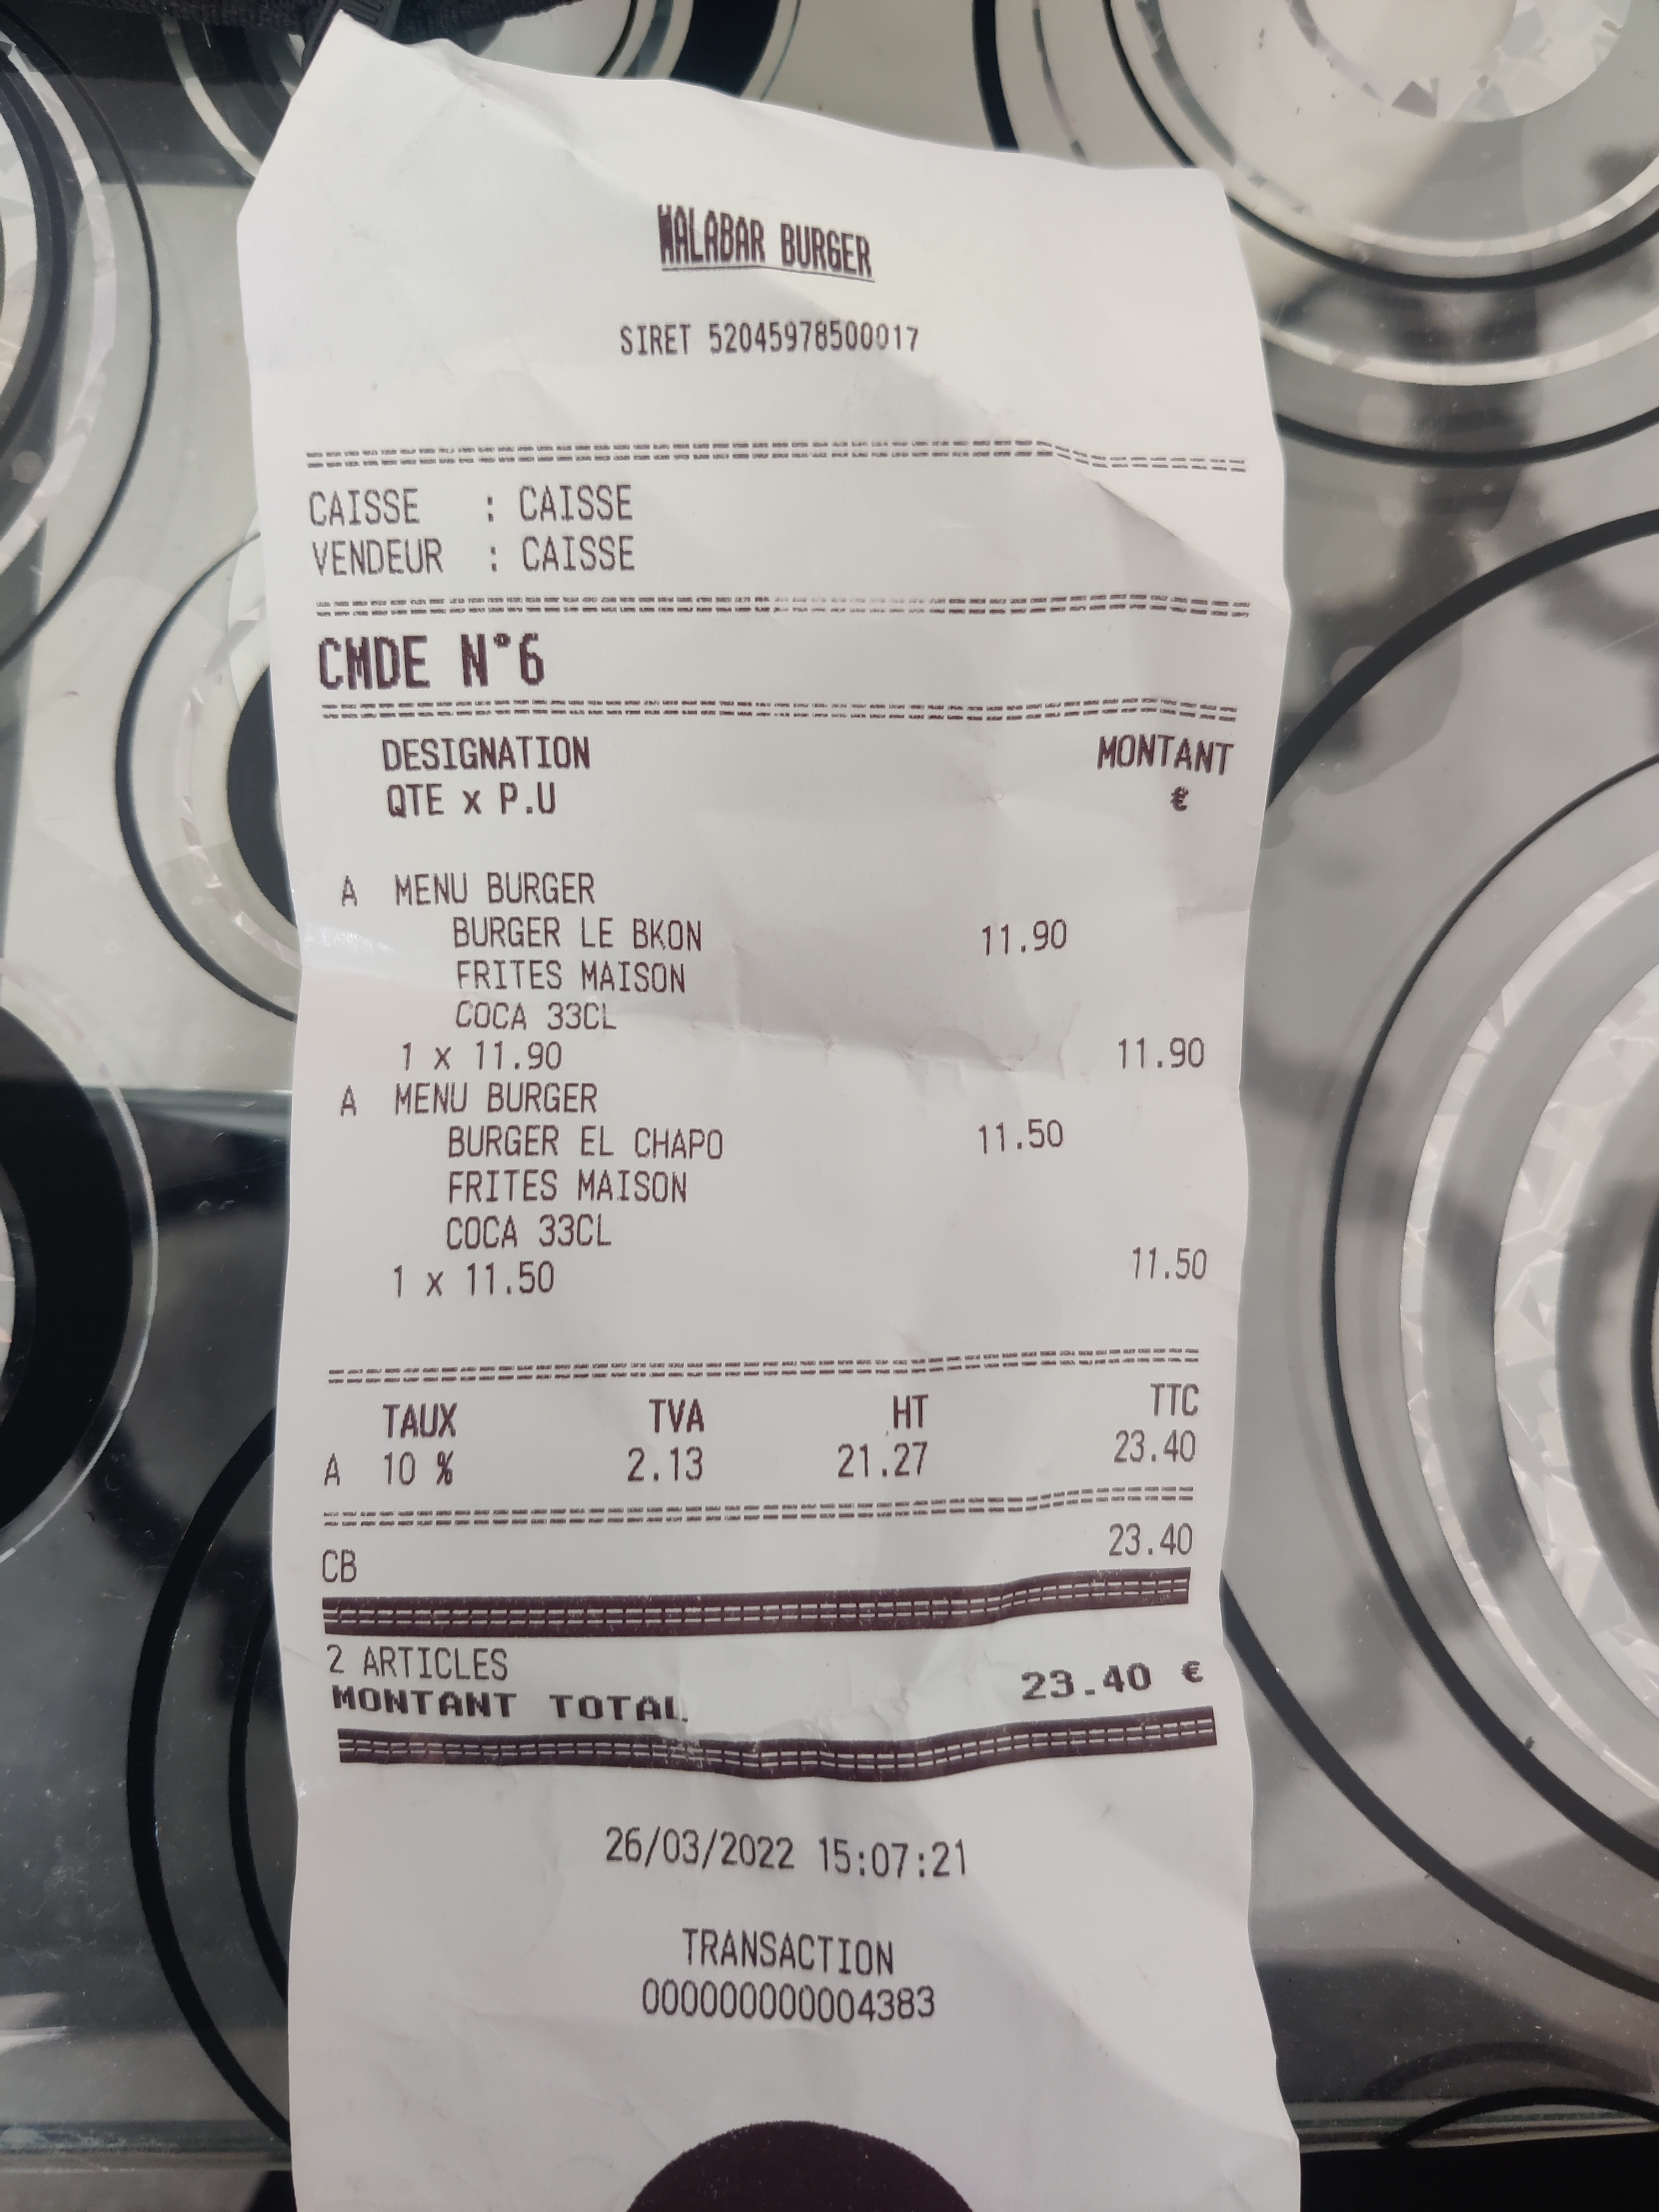 MALABAR BURGER
SIRET 52045978500017
CAISSE : CAISSE
VENDEUR : CAISSE
CMDE N°6
DESIGNATION MONTANT
QTE x P.U €
A MENU BURGER
BURGER LE BKON 11.90
FRITES MAISON
COCA 33CL
1 x 11.90 11.90
A MENU BURGER
BURGER EL CHAPO 11.50
FRITES MAISON
COCA 33CL
1 x 11.50 11.50
TAUX TVA HT TTC
A 10 % 2.13 21.27 23.40
CB 23.40
2 ARTICLES
MONTANT TOTAL 23.40 €
26/03/2022 15:07:21
TRANSACTION
000000000004383